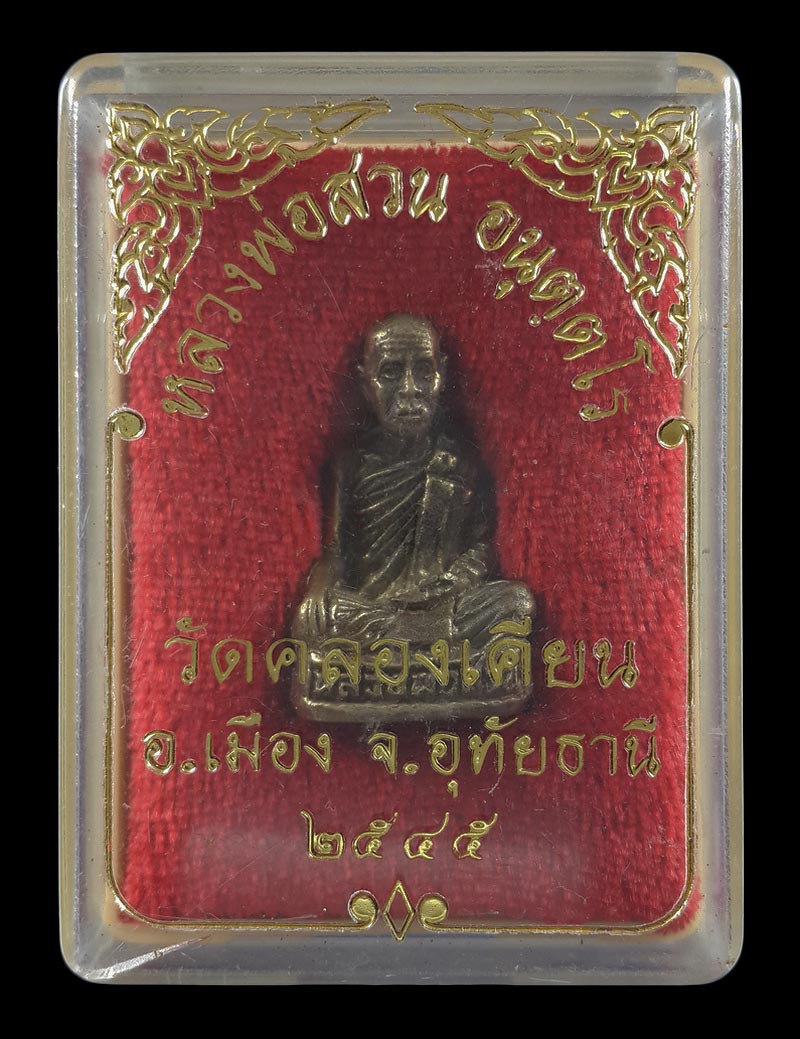 หลวงพ่อสวน อนุตฺตโร
วัดคลองเคียน
อ.เมือง จ.อุทัยธานี
๒๕๔๕